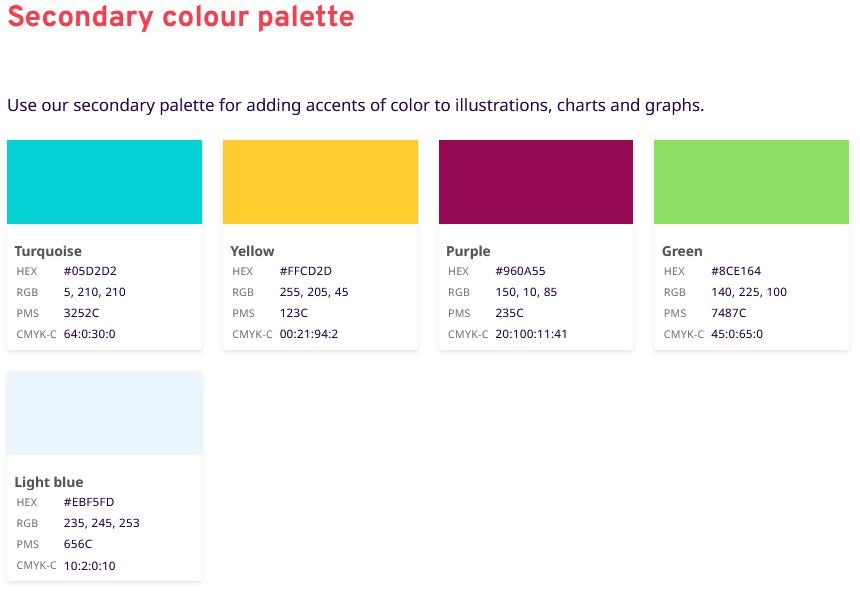 Secondary colour palette
Use our secondary palette for adding accents of color to illustrations, charts and graphs.
Turquoise
HEX #05D2D2
RGB 5, 210, 210
PMS 3252C
CMYK-C 64:0:30:0
Yellow
HEX #FFCD2D
RGB 255, 205, 45
PMS 123C
CMYK-C 00:21:94:2
Purple
HEX #960A55
RGB 150, 10, 85
PMS 235C
CMYK-C 20:100:11:41
Green
HEX #8CE164
RGB 140, 225, 100
PMS 7487C
CMYK-C 45:0:65:0
Light blue
HEX #EBF5FD
RGB 235, 245, 253
PMS 656C
CMYK-C 10:2:0:10